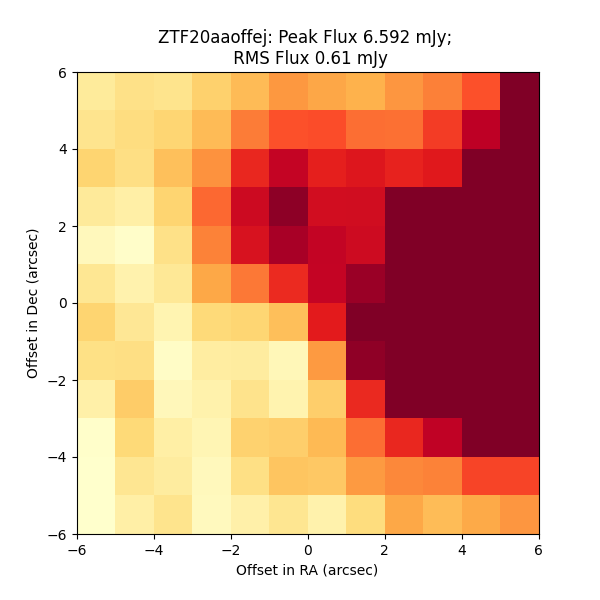 ZTF20aaoffej: Peak Flux 6.592 mJy;
RMS Flux 0.61 mJy
6
4
2
0
−2
−4
−6
Offset in Dec (arcsec)
−6 −4 −2 0 2 4 6
Offset in RA (arcsec)